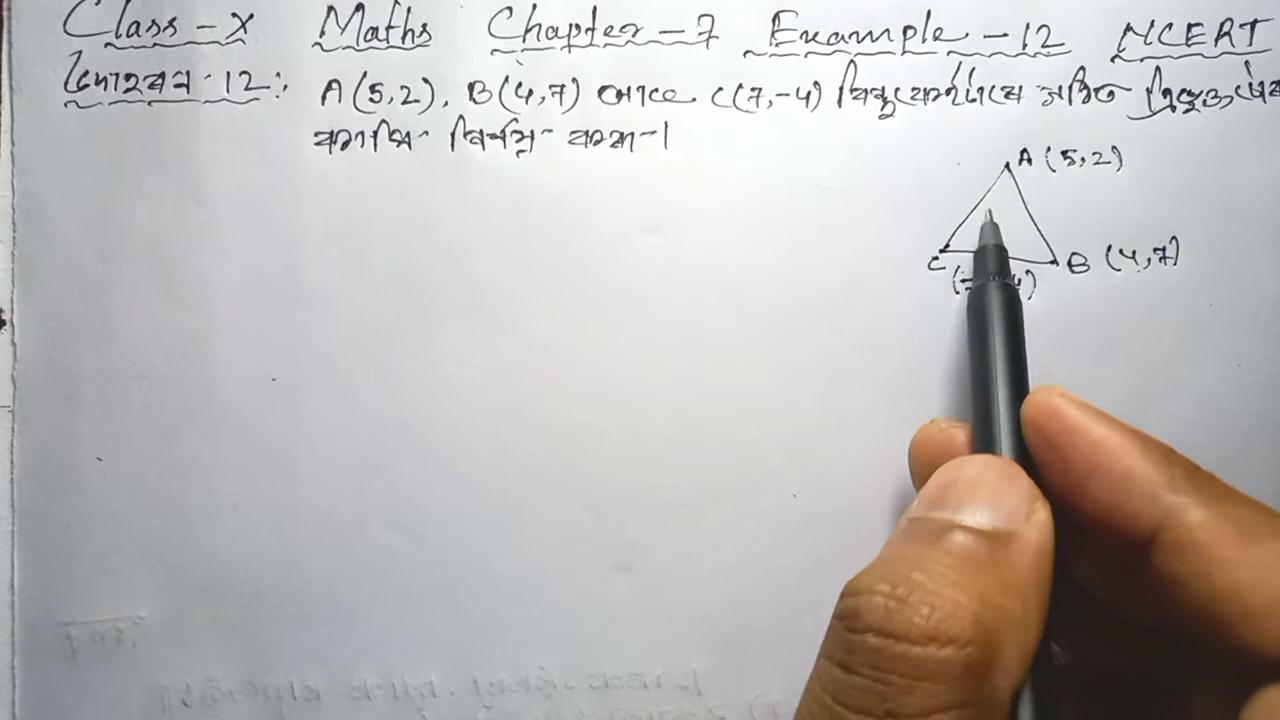 Class - X Maths Chapter - 7 Example - 12 NCERT
উদাহৰণ - 12 : A(5,2), B(4,7) আৰু C(7,-4) বিন্দুকেইটাৰে গঠিত ত্ৰিভুজটোৰ
কালি নিৰ্ণয় কৰা।
A (5,2)
C B (4,7)